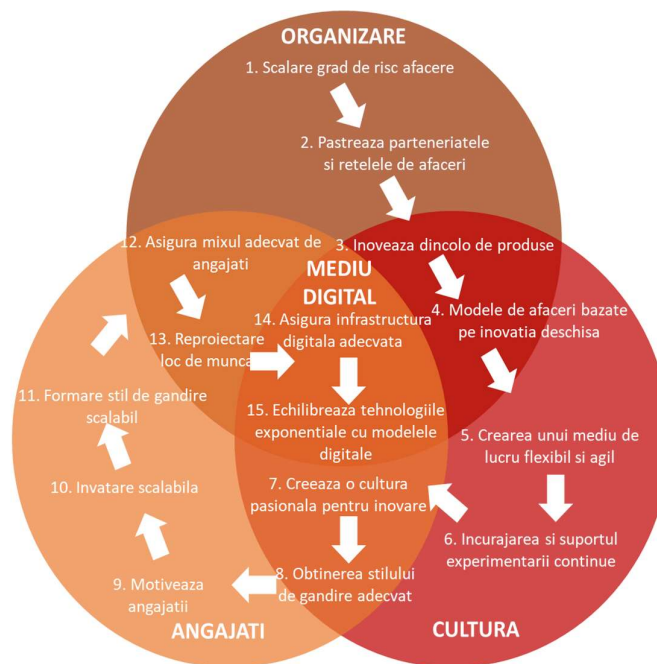 ORGANIZARE
1. Scalare grad de risc afacere
2. Pastreaza parteneriatele
si retelele de afaceri
3. Inoveaza dincolo de produse
4. Modele de afaceri bazate
pe inovatia deschisa
5. Crearea unui mediu de
lucru flexibil si agil
6. Incurajarea si suportul
experimentarii continue
CULTURA
7. Creeaza o cultura
pasionala pentru inovare
8. Obtinerea stilului
de gandire adecvat
9. Motiveaza
angajatii
ANGAJATI
10. Invatare scalabila
11. Formare stil de gandire
scalabil
12. Asigura mixul adecvat de
angajati
13. Reproiectare
loc de munca
MEDIU
DIGITAL
14. Asigura infrastructura
digitala adecvata
15. Echilibreaza tehnologiile
exponentiale cu modelele
digitale